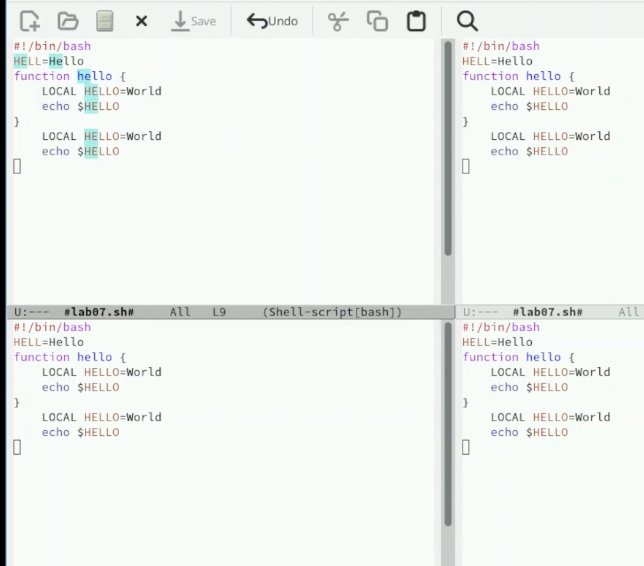 Save Undo
#!/bin/bash
HELL=Hello
function hello {
    LOCAL HELLO=World
    echo $HELLO
}
    LOCAL HELLO=World
    echo $HELLO
#!/bin/bash
HELL=Hello
function hello {
    LOCAL HELLO=World
    echo $HELLO
}
    LOCAL HELLO=World
    echo $HELLO
U:--- #lab07.sh# All L9 (Shell-script[bash])
U:--- #lab07.sh# All
#!/bin/bash
HELL=Hello
function hello {
    LOCAL HELLO=World
    echo $HELLO
}
    LOCAL HELLO=World
    echo $HELLO
#!/bin/bash
HELL=Hello
function hello {
    LOCAL HELLO=World
    echo $HELLO
}
    LOCAL HELLO=World
    echo $HELLO